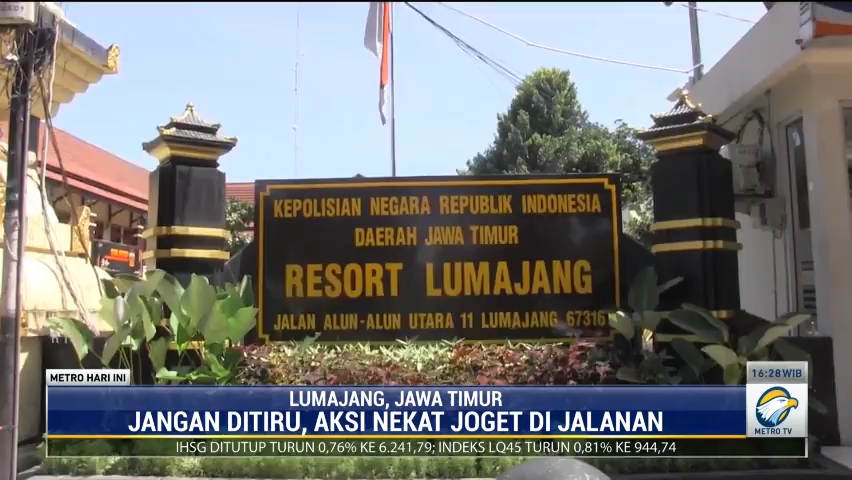 KEPOLISIAN NEGARA REPUBLIK INDONESIA
DAERAH JAWA TIMUR
RESORT LUMAJANG
JALAN ALUN-ALUN UTARA 11 LUMAJANG 67316
METRO HARI INI
16:28 WIB
LUMAJANG, JAWA TIMUR
JANGAN DITIRU, AKSI NEKAT JOGET DI JALANAN
METRO TV
IHSG DITUTUP TURUN 0,76% KE 6.241,79; INDEKS LQ45 TURUN 0,81% KE 944,74